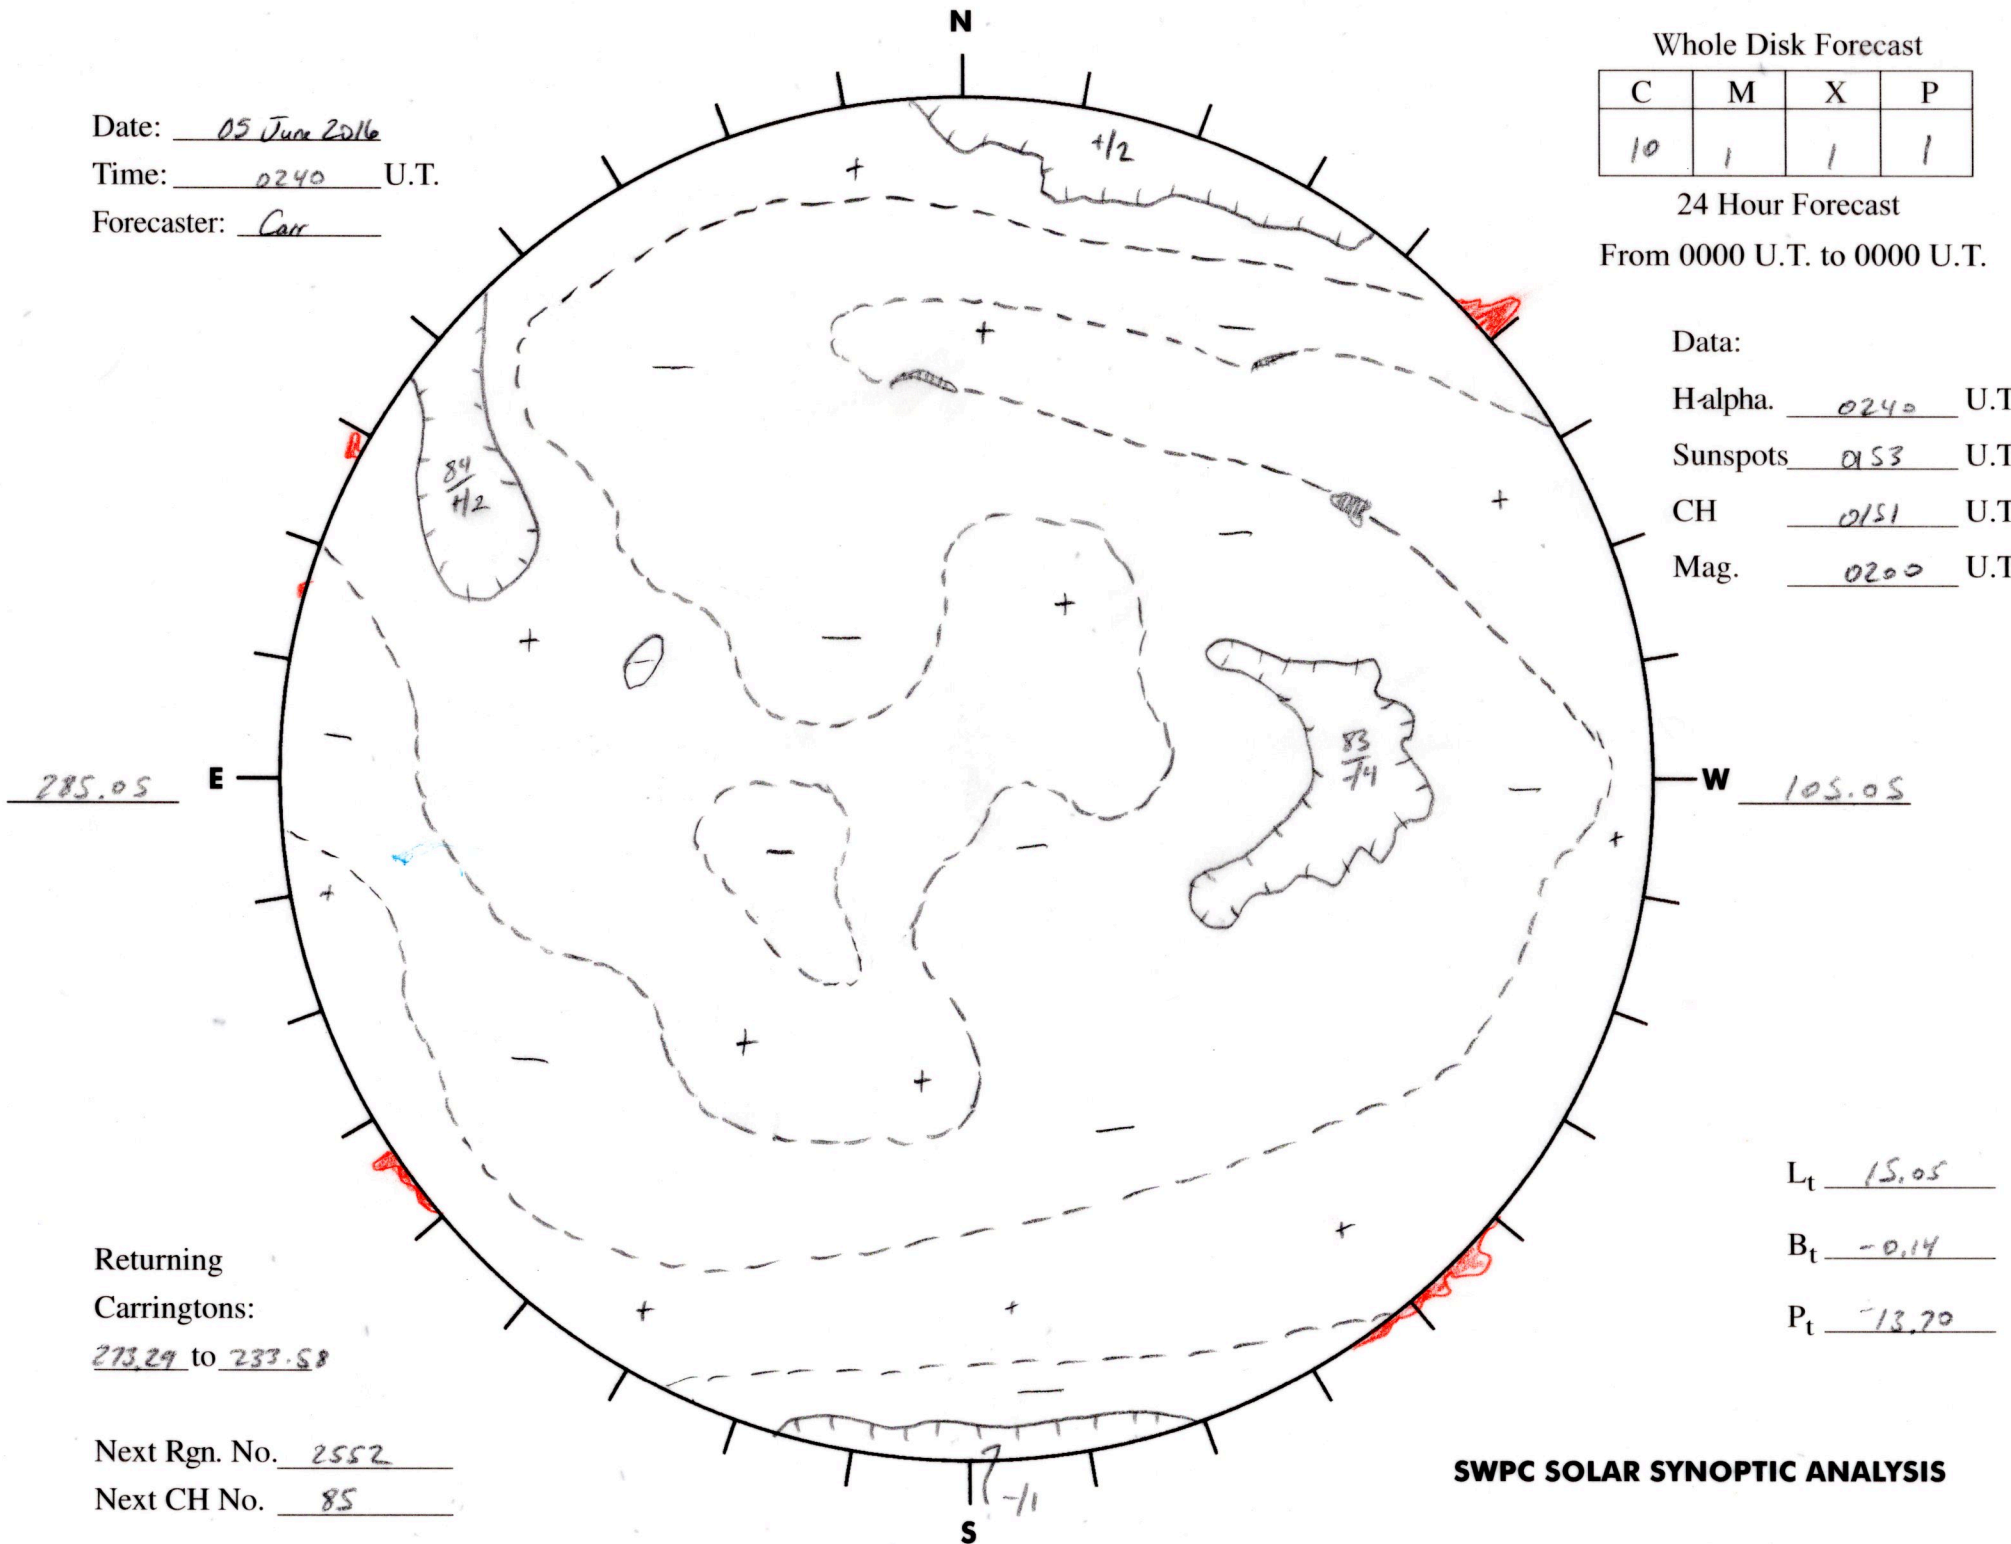 N
Whole Disk Forecast
C M X P
10 1 1 1
24 Hour Forecast
From 0000 U.T. to 0000 U.T.
Date: 05 June 2016
Time: 0240 U.T.
Forecaster: Carr
+/2
+
+
-
-
Data:
H-alpha. 0240 U.T
Sunspots 0153 U.T
CH 0151 U.T
Mag. 0200 U.T
84
+/2
+
-
+
+
-
-
-
83
-/4
285.05 E
W 105.05
-
-
-
+
+
+
-
+
-
Lt 15.05
Bt -0.14
Pt -13.70
+
+
+
-
Returning
Carringtons:
273.29 to 233.58
Next Rgn. No. 2552
Next CH No. 85
-/1
S
SWPC SOLAR SYNOPTIC ANALYSIS